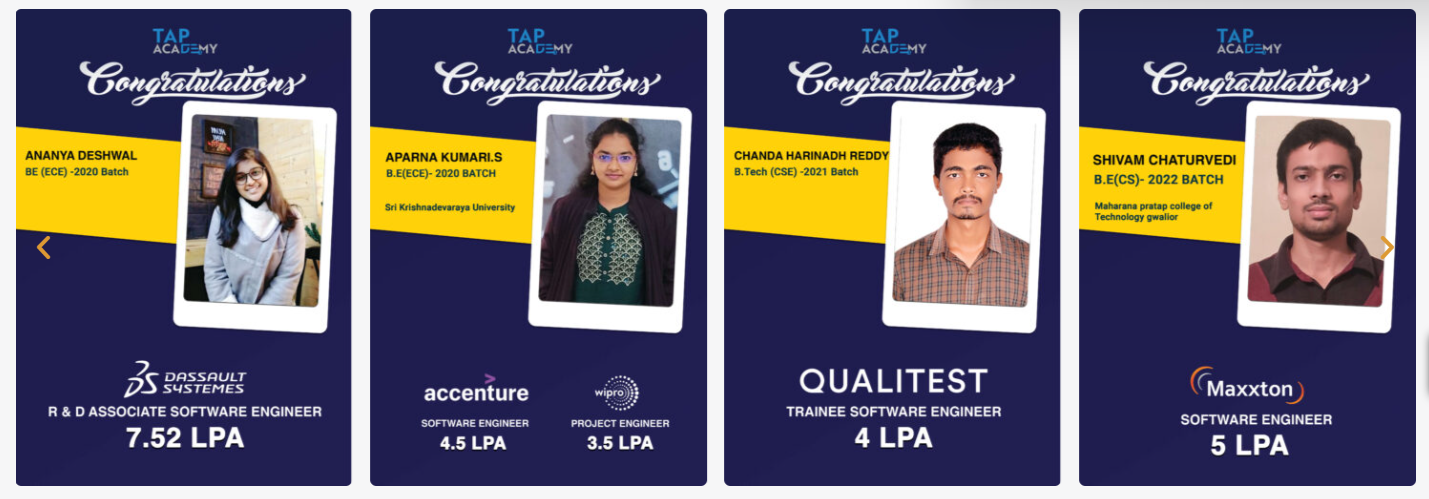 TAP
ACADEMY
Congratulations
ANANYA DESHWAL
BE (ECE) -2020 Batch
DASSAULT
SYSTEMES
R & D ASSOCIATE SOFTWARE ENGINEER
7.52 LPA
TAP
ACADEMY
Congratulations
APARNA KUMARI.S
B.E(ECE)- 2020 BATCH
Sri Krishnadevaraya University
accenture
SOFTWARE ENGINEER
4.5 LPA
wipro
PROJECT ENGINEER
3.5 LPA
TAP
ACADEMY
Congratulations
CHANDA HARINADH REDDY
B.Tech (CSE) -2021 Batch
QUALITEST
TRAINEE SOFTWARE ENGINEER
4 LPA
TAP
ACADEMY
Congratulations
SHIVAM CHATURVEDI
B.E(CS)- 2022 BATCH
Maharana pratap college of
Technology gwalior
Maxxton
SOFTWARE ENGINEER
5 LPA